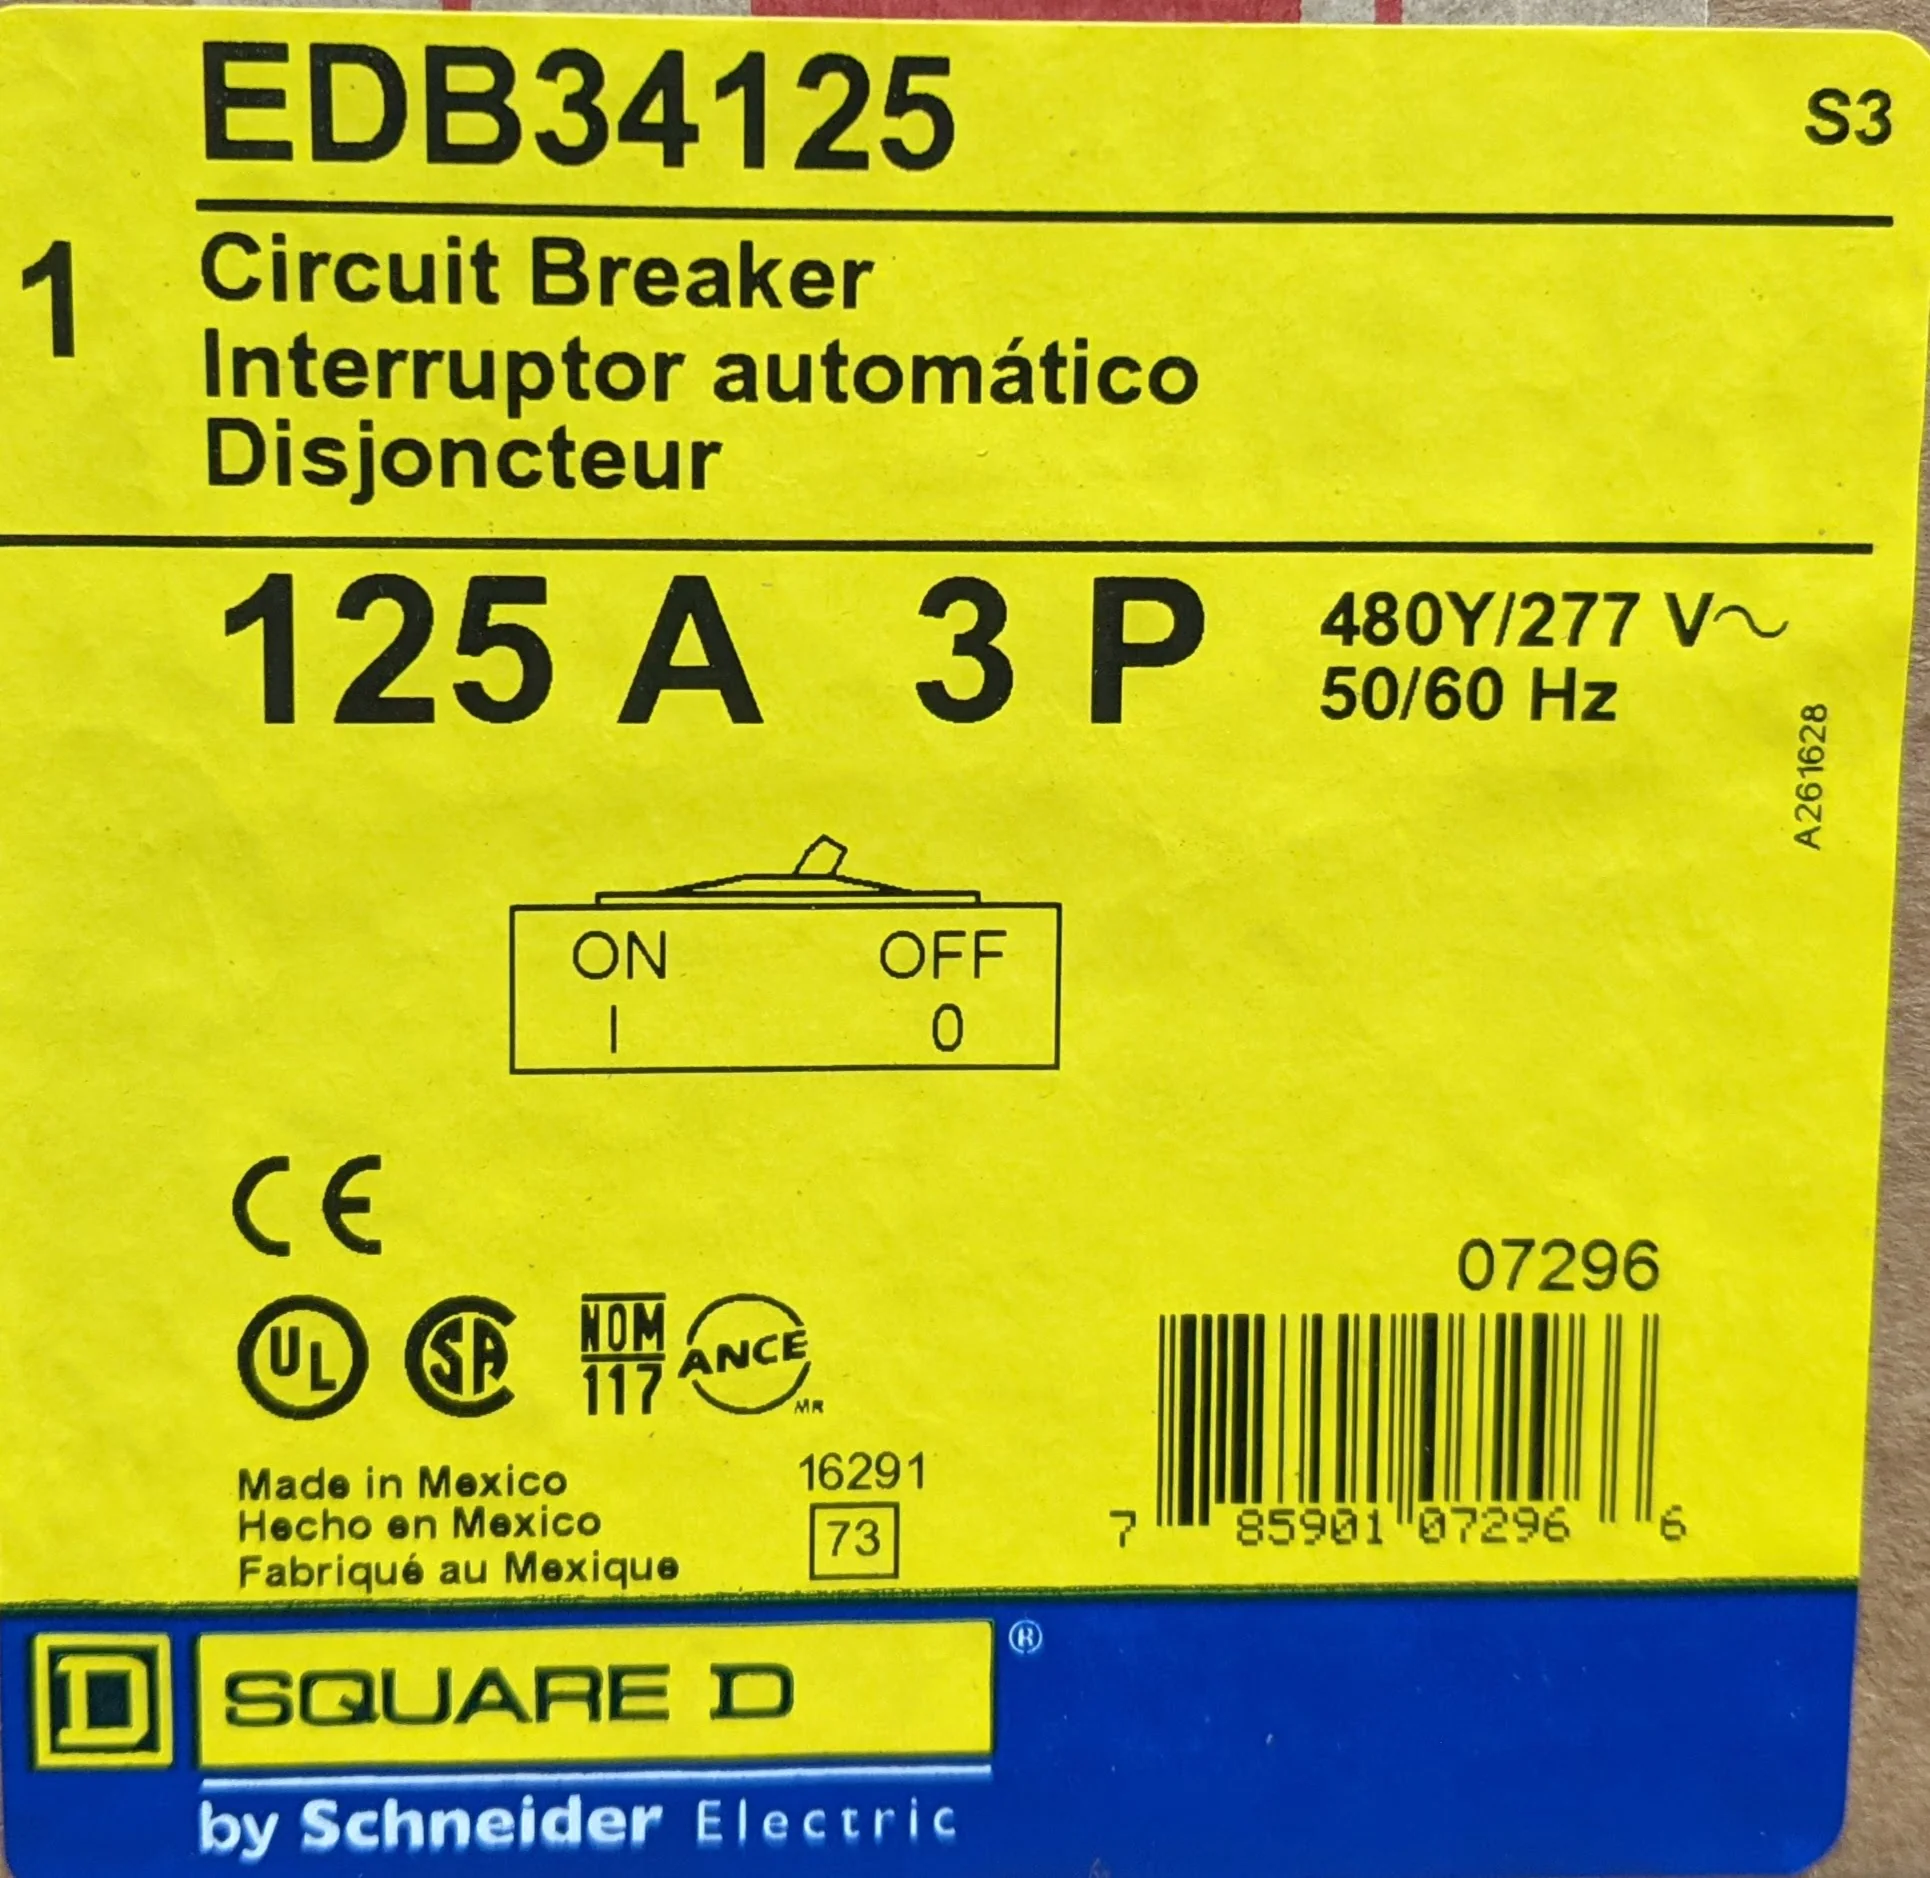 EDB34125
S3
1
Circuit Breaker
Interruptor automático
Disjoncteur
125 A 3 P
480Y/277 V~
50/60 Hz
A261628
ON OFF
I 0
CE
UL
SA
NOM
117
ANCE
MR
07296
Made in Mexico
Hecho en Mexico
Fabriqué au Mexique
16291
73
7 85901 07296 6
D
SQUARE D
®
by Schneider Electric